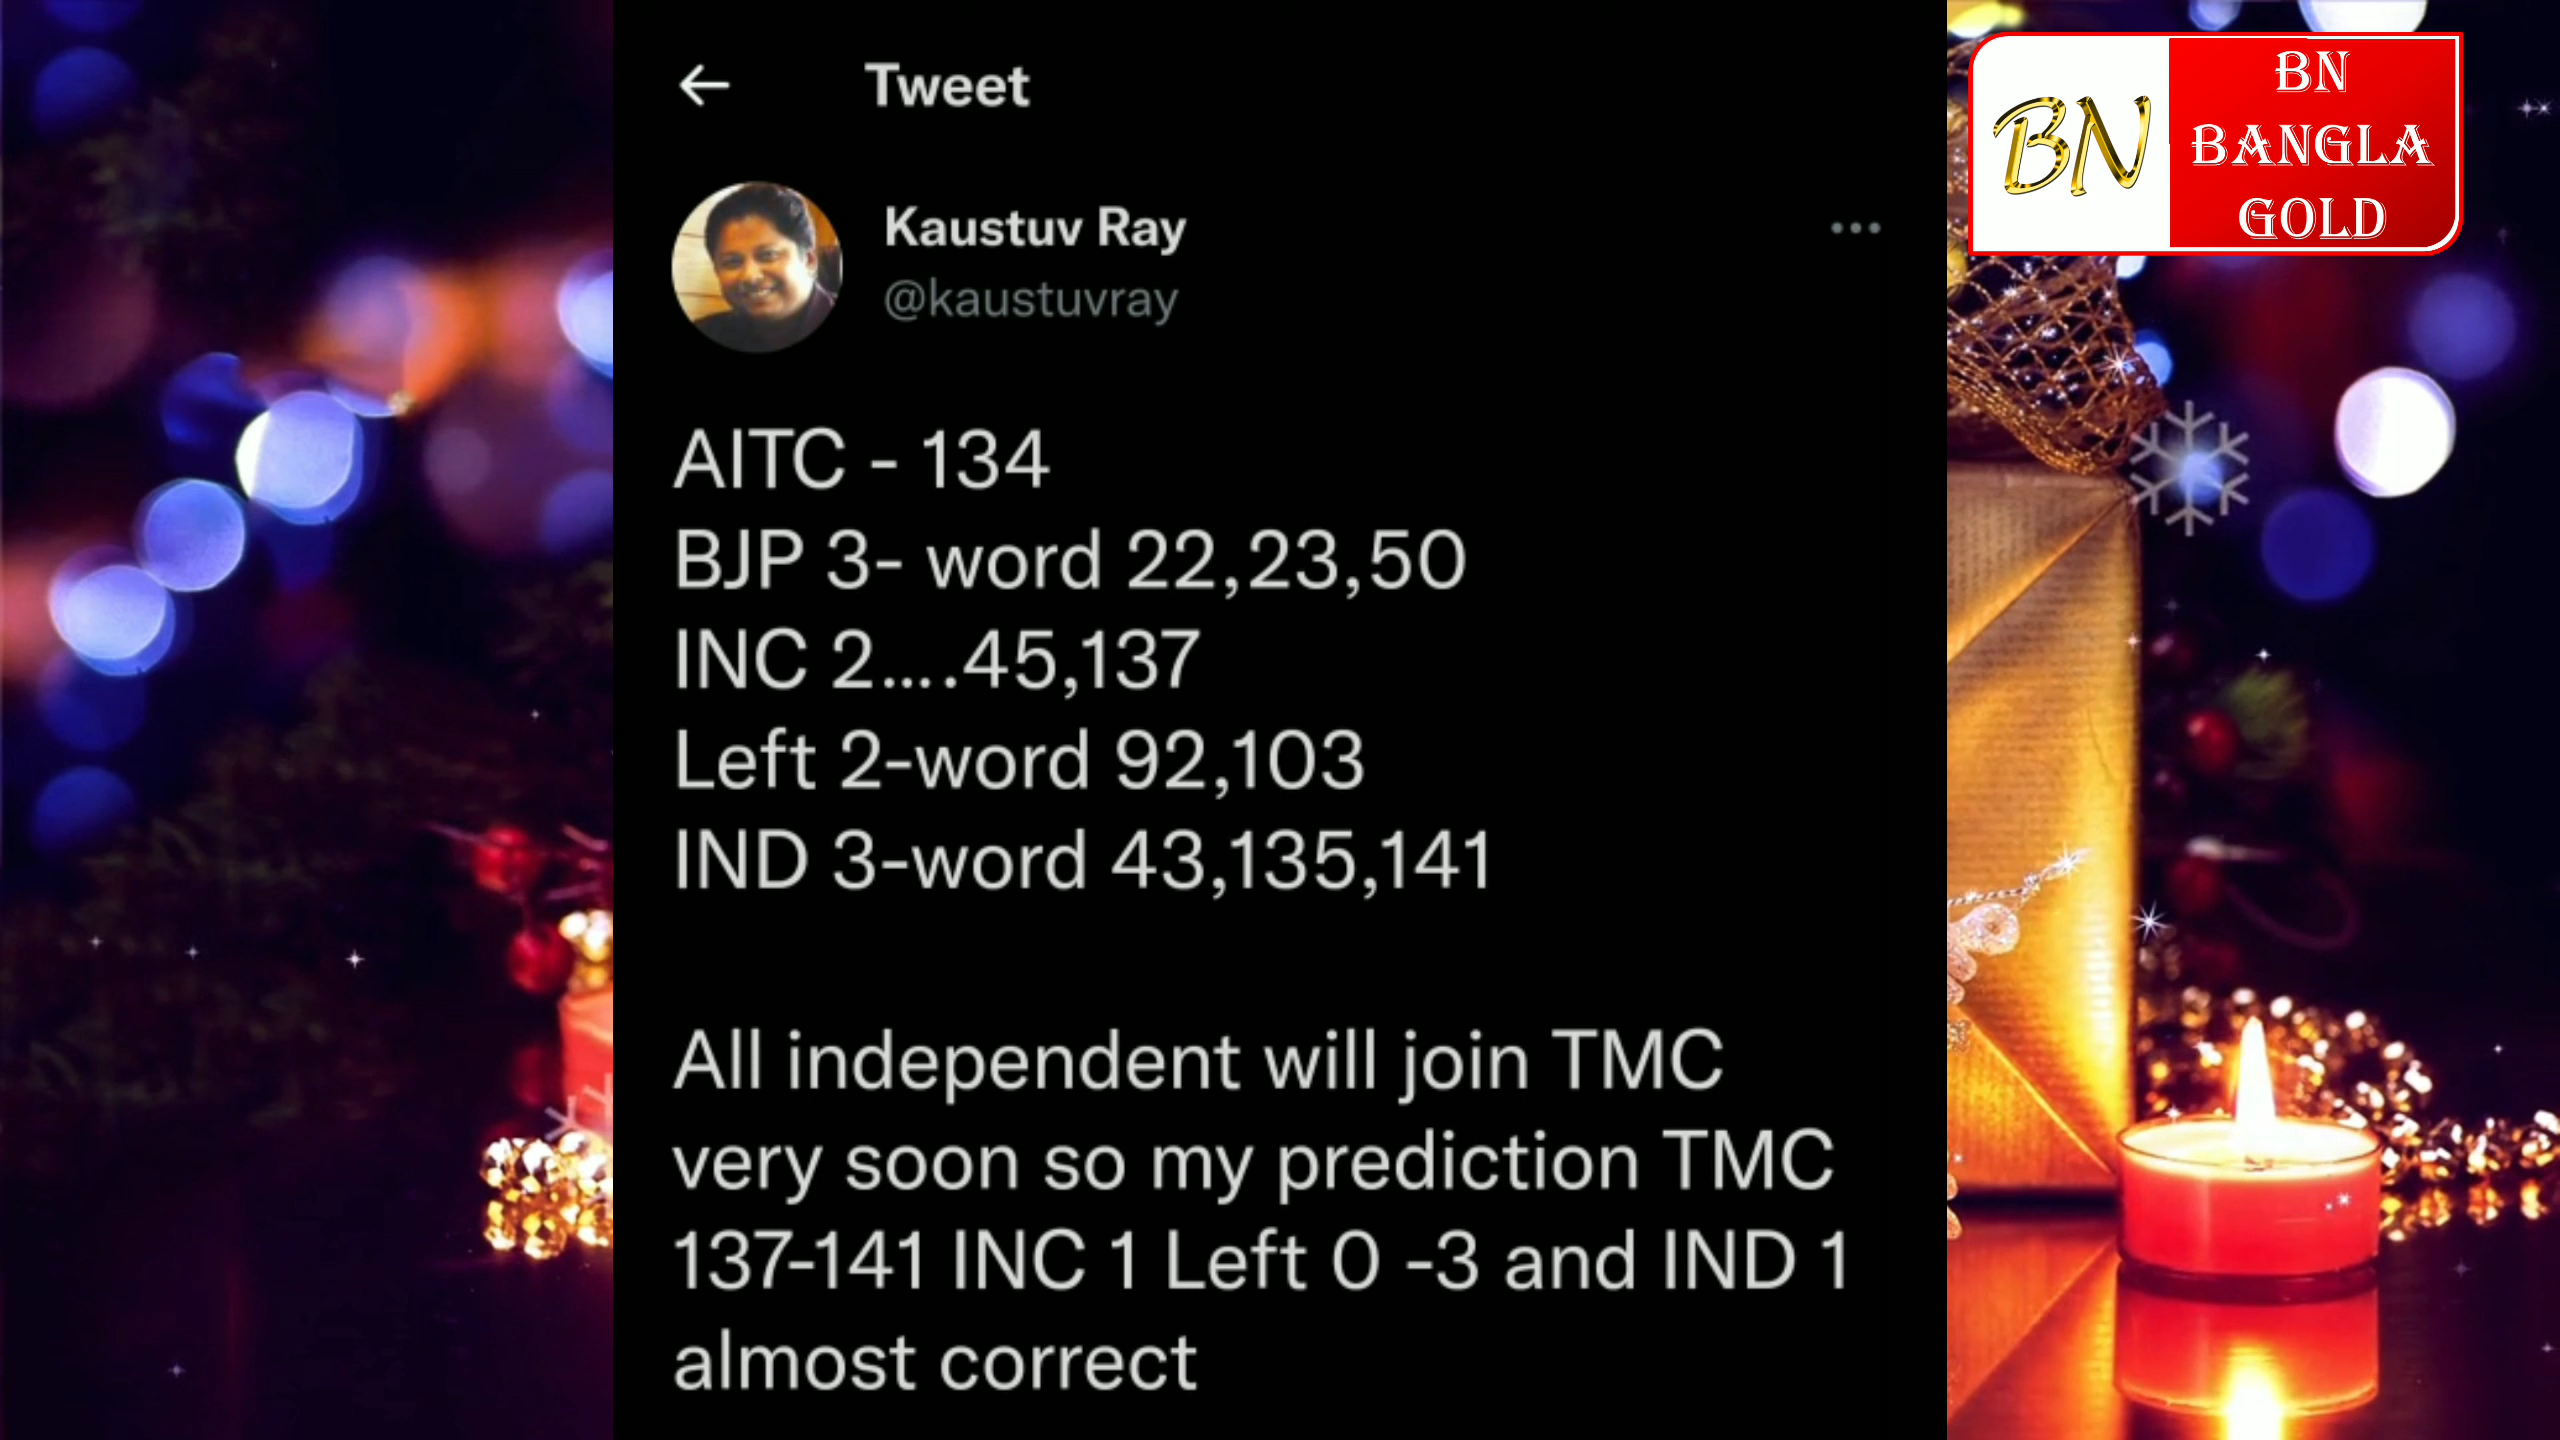 Tweet
Kaustuv Ray
@kaustuvray
AITC - 134
BJP 3- word 22,23,50
INC 2....45,137
Left 2-word 92,103
IND 3-word 43,135,141
All independent will join TMC
very soon so my prediction TMC
137-141 INC 1 Left 0 -3 and IND 1
almost correct
BN
BN
BANGLA
GOLD